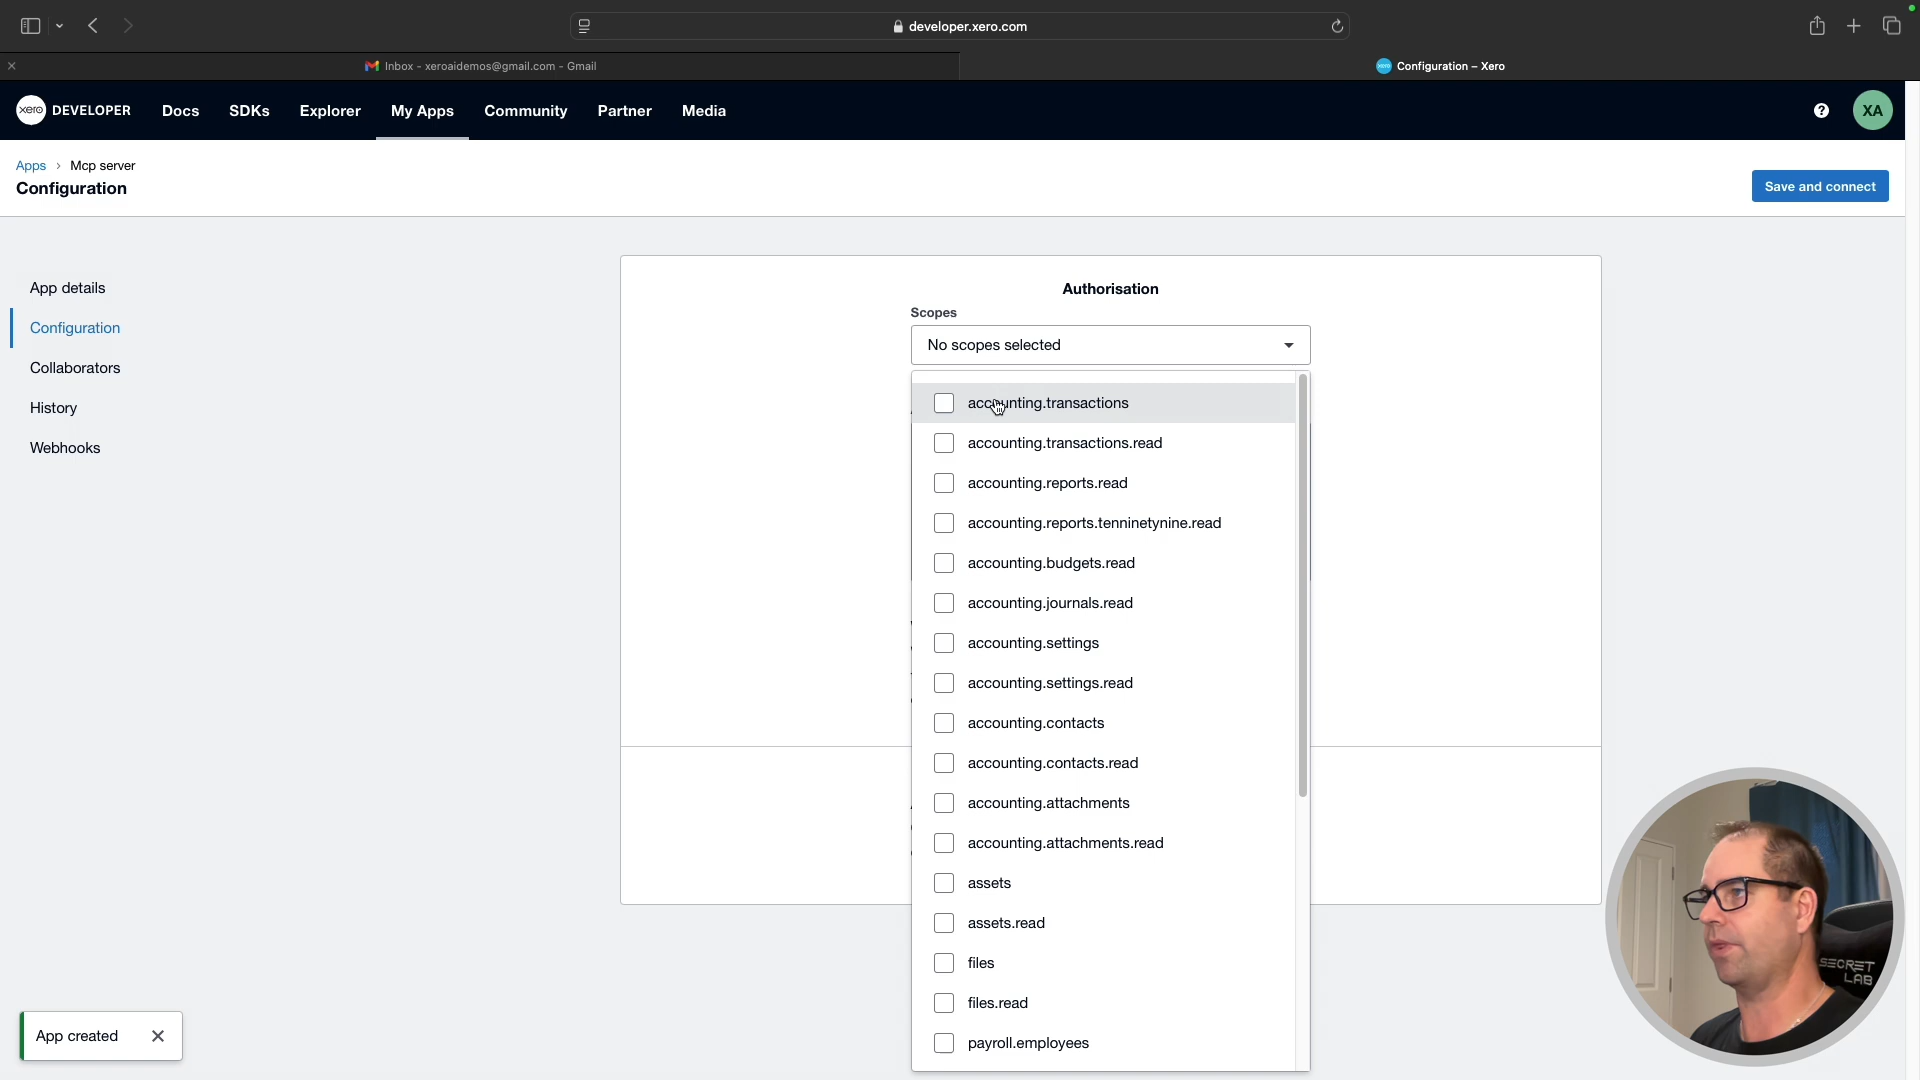 developer.xero.com
Inbox - xeroaidemos@gmail.com - Gmail
xero Configuration – Xero
xero DEVELOPER Docs SDKs Explorer My Apps Community Partner Media ? XA
Apps › Mcp server
Configuration
Save and connect
App details
Configuration
Collaborators
History
Webhooks
Authorisation
Scopes
No scopes selected
accounting.transactions
accounting.transactions.read
accounting.reports.read
accounting.reports.tenninetynine.read
accounting.budgets.read
accounting.journals.read
accounting.settings
accounting.settings.read
accounting.contacts
accounting.contacts.read
accounting.attachments
accounting.attachments.read
assets
assets.read
files
files.read
payroll.employees
App created
SECRET
LAB